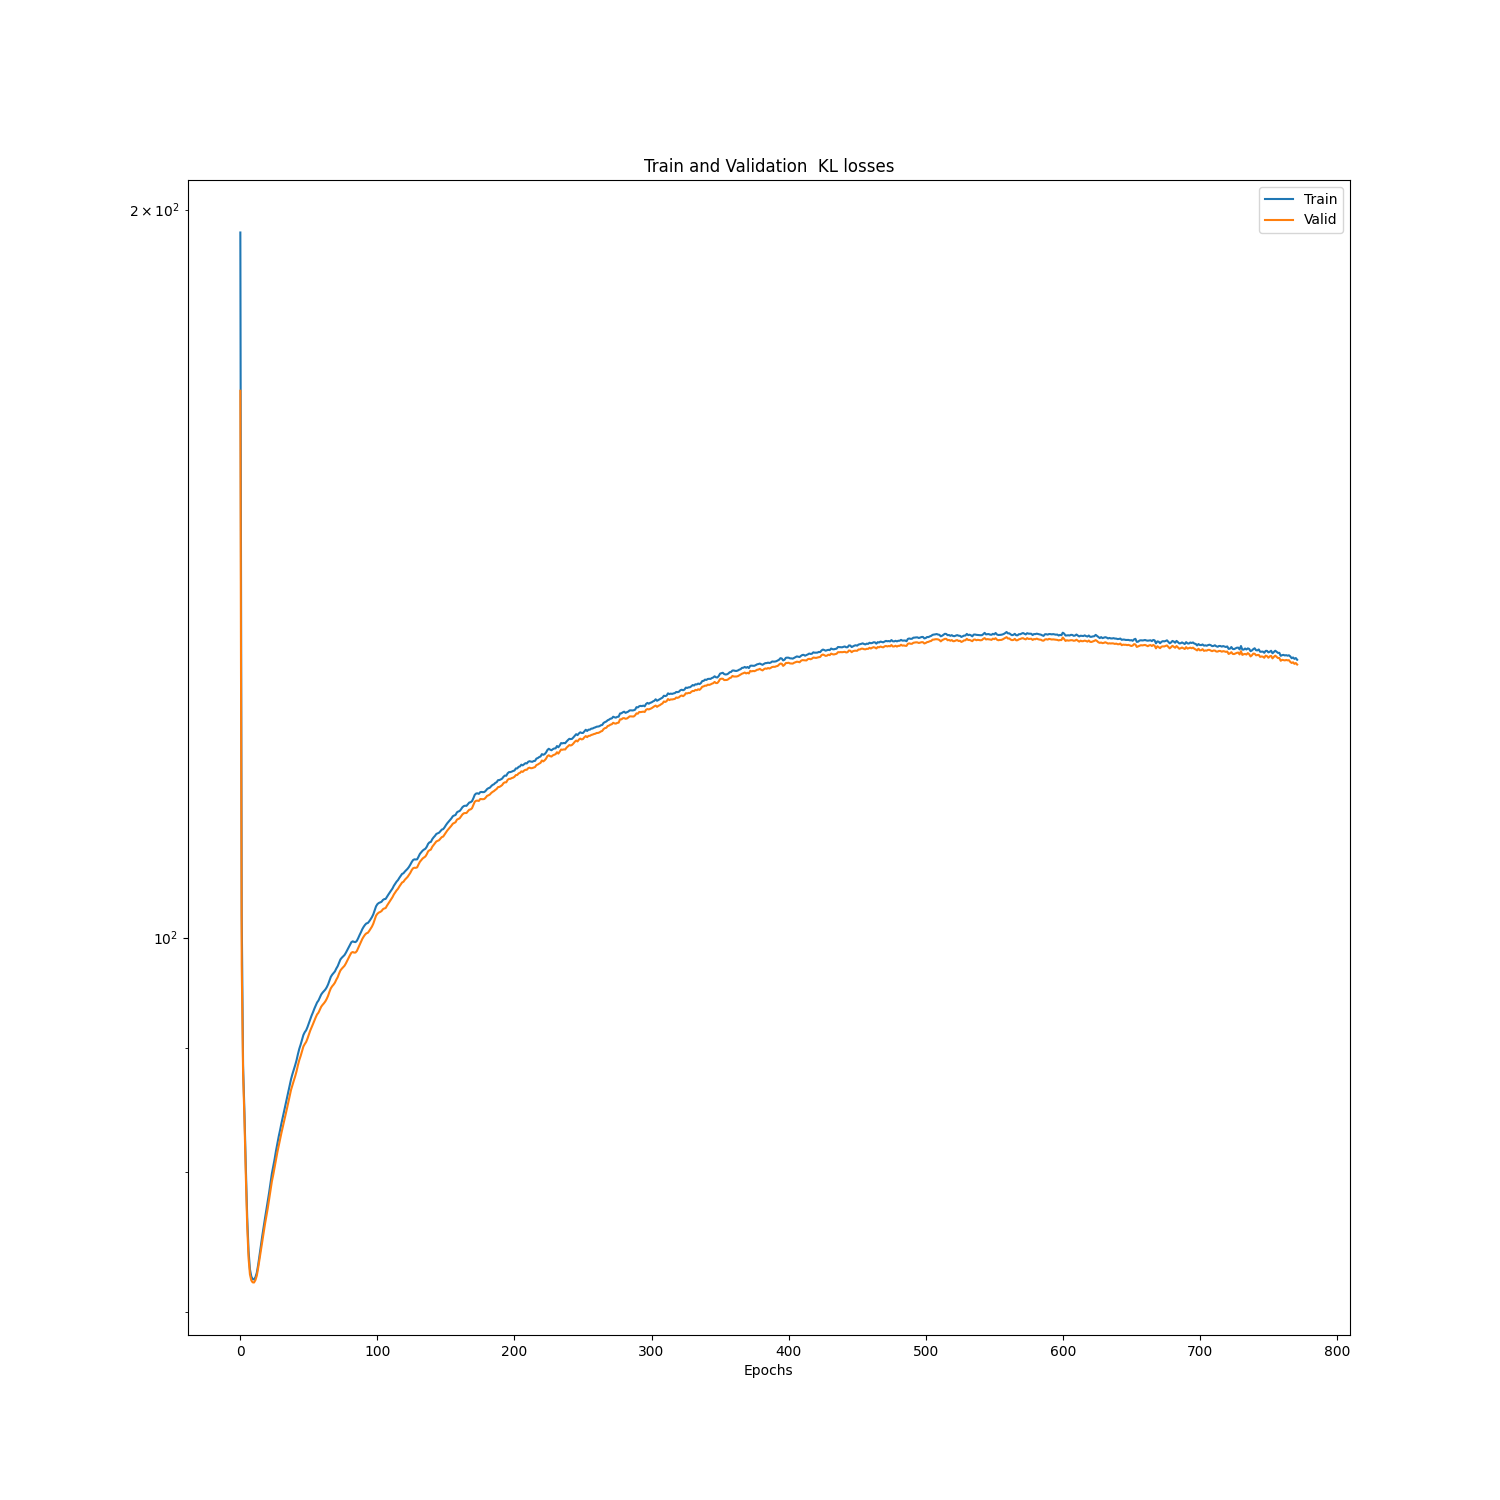 Train and Validation  KL losses
2 × 10²
Train
Valid
10²
0 100 200 300 400 500 600 700 800
Epochs